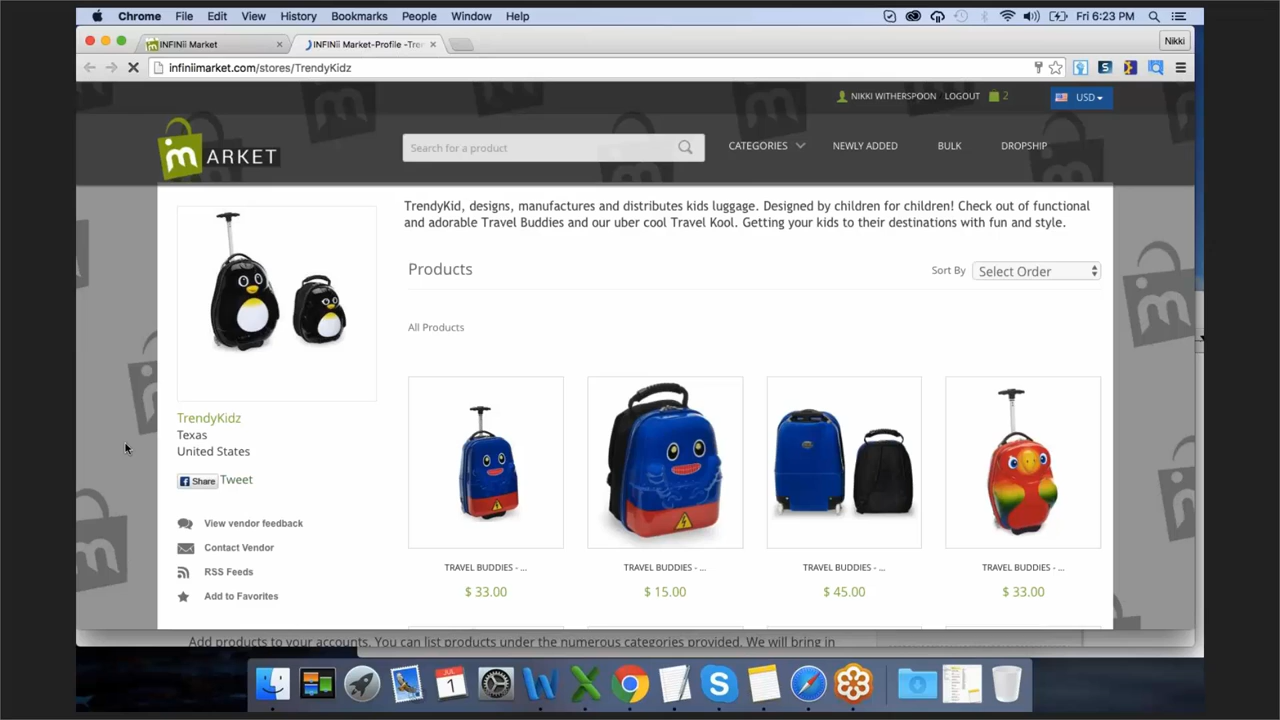 Chrome File Edit View History Bookmarks People Window Help Fri 6:23 PM
INFINii Market INFINii Market-Profile -Tre Nikki
infiniimarket.com/stores/TrendyKidz
NIKKI WITHERSPOON LOGOUT 2 USD
mARKET Search for a product CATEGORIES NEWLY ADDED BULK DROPSHIP
TrendyKid, designs, manufactures and distributes kids luggage. Designed by children for children! Check out of functional
and adorable Travel Buddies and our uber cool Travel Kool. Getting your kids to their destinations with fun and style.
Products Sort By Select Order
All Products
TrendyKidz
Texas
United States
Share Tweet
View vendor feedback
Contact Vendor
RSS Feeds
Add to Favorites
TRAVEL BUDDIES - ... TRAVEL BUDDIES - ... TRAVEL BUDDIES - ... TRAVEL BUDDIES - ...
$ 33.00 $ 15.00 $ 45.00 $ 33.00
Add products to your accounts. You can list products under the numerous categories provided. We will bring in
JUL
1